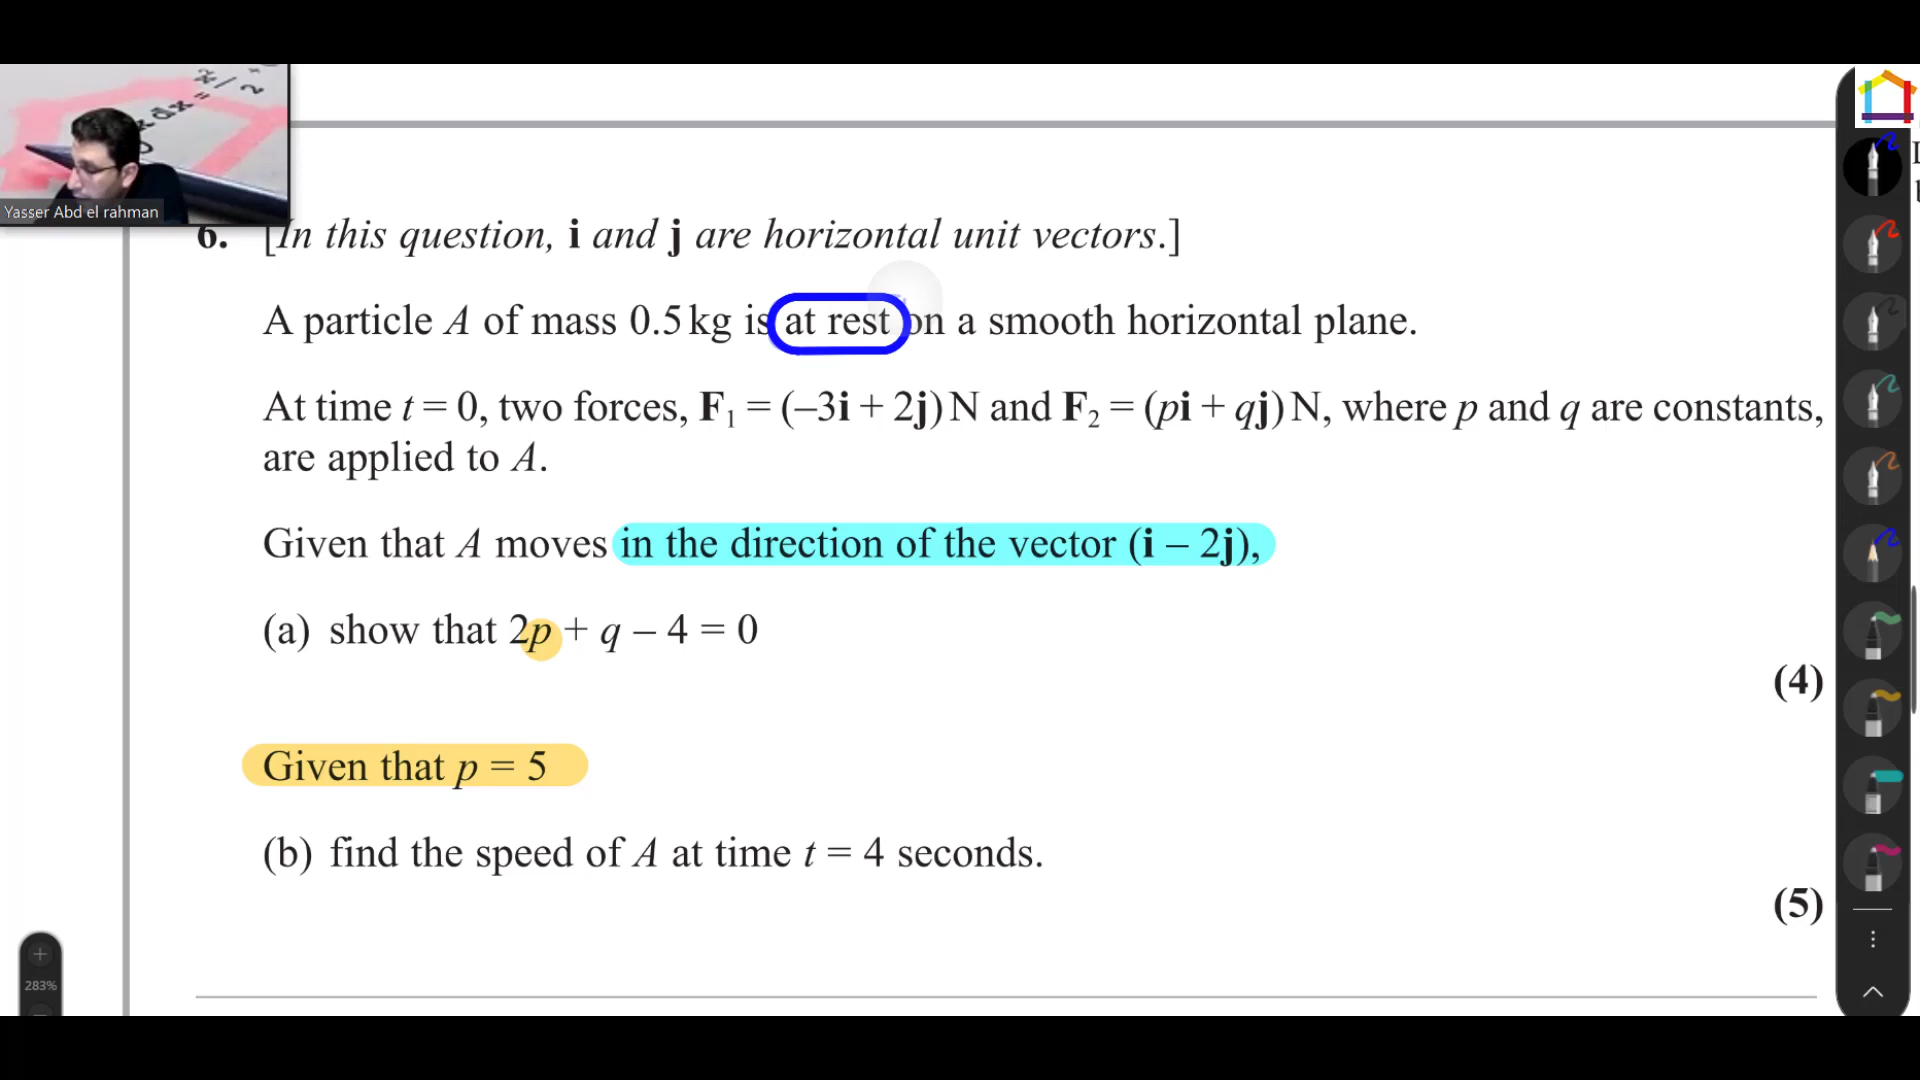 Yasser Abd el rahman
6. [In this question, i and j are horizontal unit vectors.]
A particle A of mass 0.5 kg is at rest on a smooth horizontal plane.
At time t = 0, two forces, F₁ = (–3i + 2j) N and F₂ = (pi + qj) N, where p and q are constants,
are applied to A.
Given that A moves in the direction of the vector (i – 2j),
(a) show that 2p + q – 4 = 0
(4)
Given that p = 5
(b) find the speed of A at time t = 4 seconds.
(5)
283%